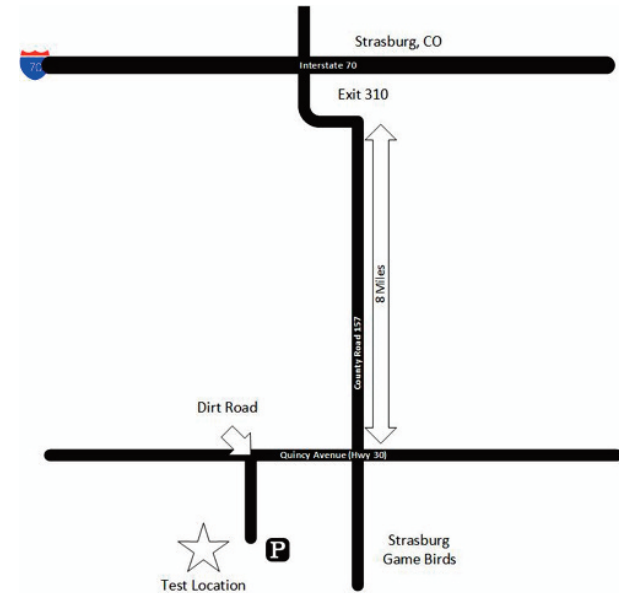 Strasburg, CO
70
Interstate 70
Exit 310
8 Miles
County Road 157
Dirt Road
Quincy Avenue (Hwy 30)
P
Strasburg
Game Birds
Test Location